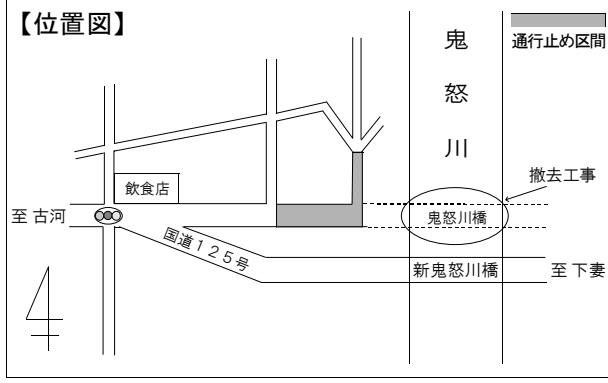 【位置図】
通行止め区間
鬼怒川
撤去工事
飲食店
至 古河
鬼怒川橋
国道125号
新鬼怒川橋
至 下妻